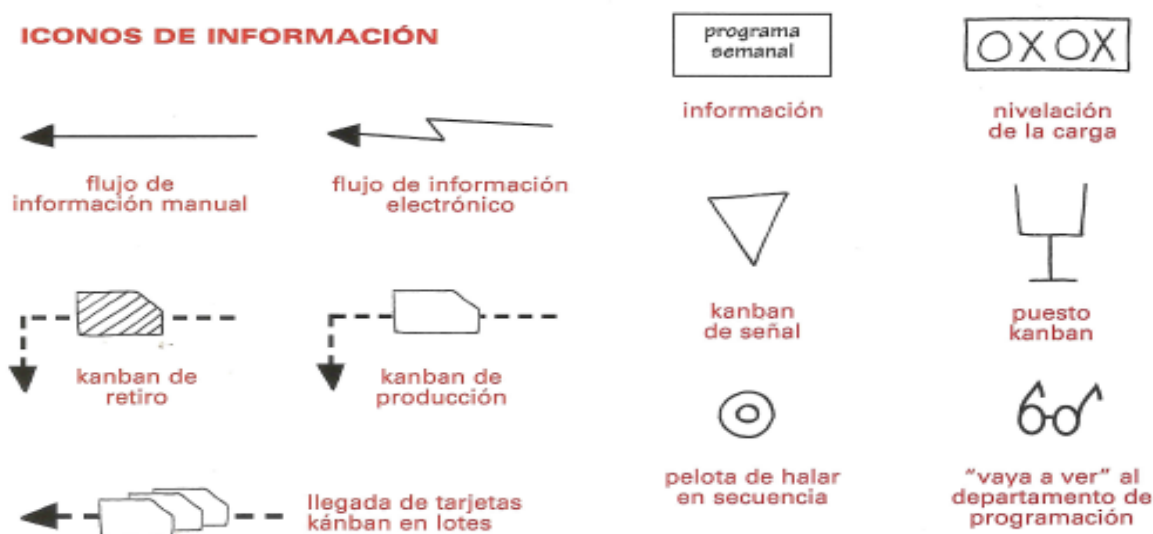 ICONOS DE INFORMACIÓN
flujo de
información manual
flujo de información
electrónico
kanban de
retiro
kanban de
producción
llegada de tarjetas
kánban en lotes
programa
semanal
información
OXOX
nivelación
de la carga
kanban
de señal
puesto
kanban
pelota de halar
en secuencia
"vaya a ver" al
departamento de
programación